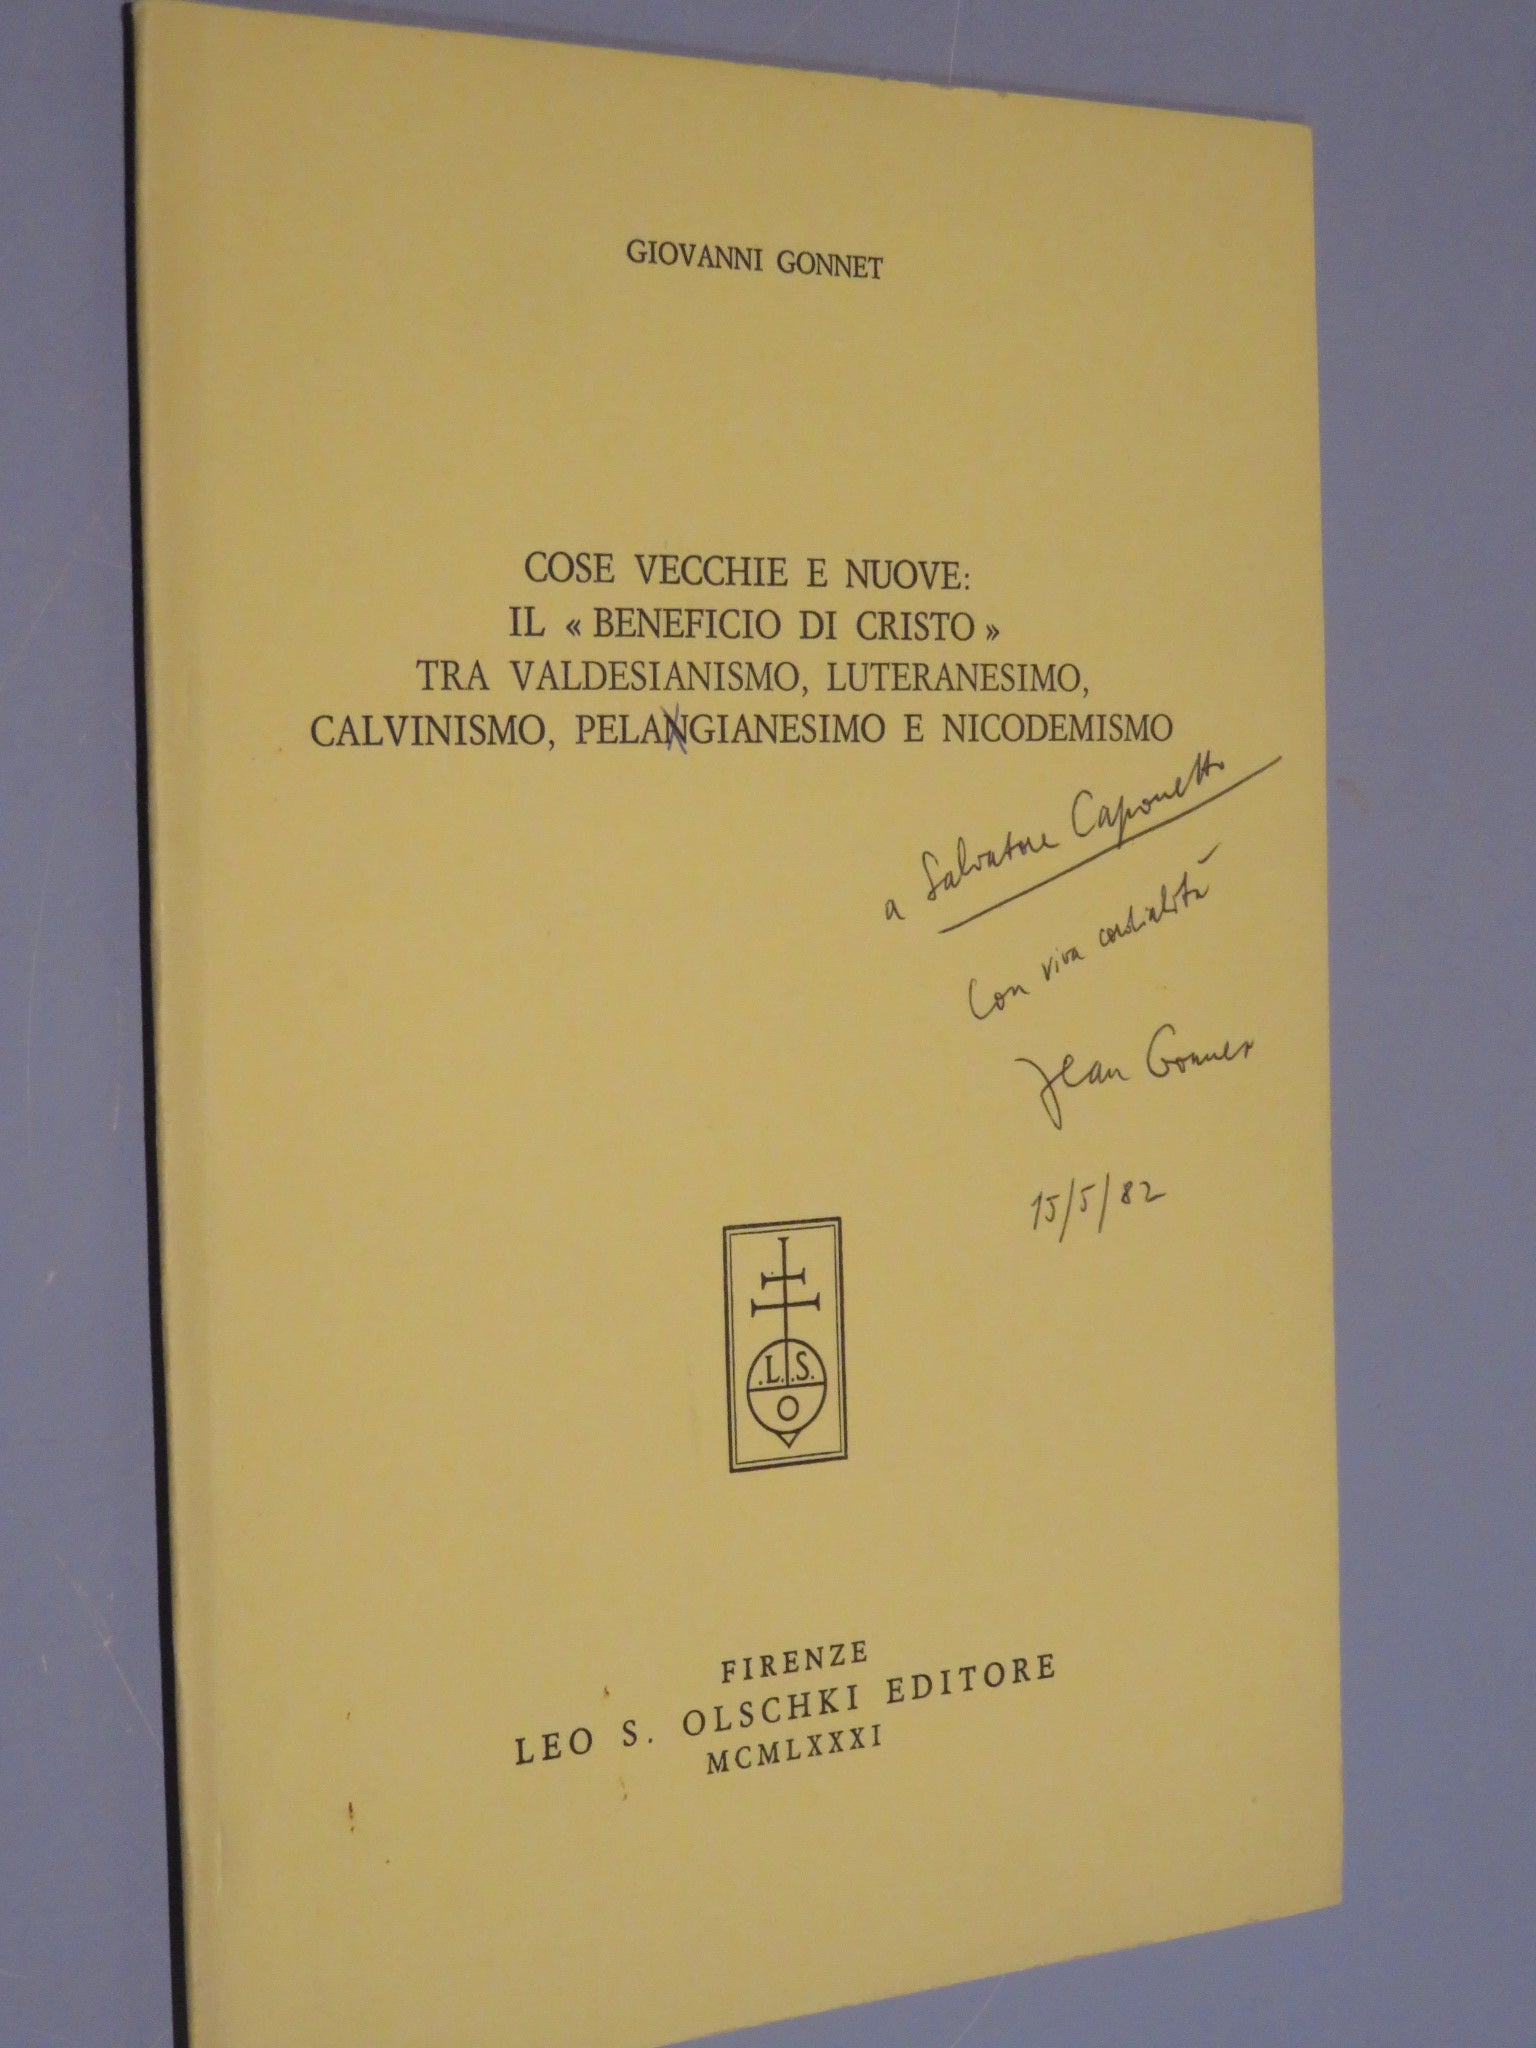 GIOVANNI GONNET
COSE VECCHIE E NUOVE:
IL « BENEFICIO DI CRISTO »
TRA VALDESIANISMO, LUTERANESIMO,
CALVINISMO, PELANGIANESIMO E NICODEMISMO
a Salvatore Caponetto
Con viva cordialità
Jean Gonnet
15/5/82
.L.S.
O
FIRENZE
LEO S. OLSCHKI EDITORE
MCMLXXXI